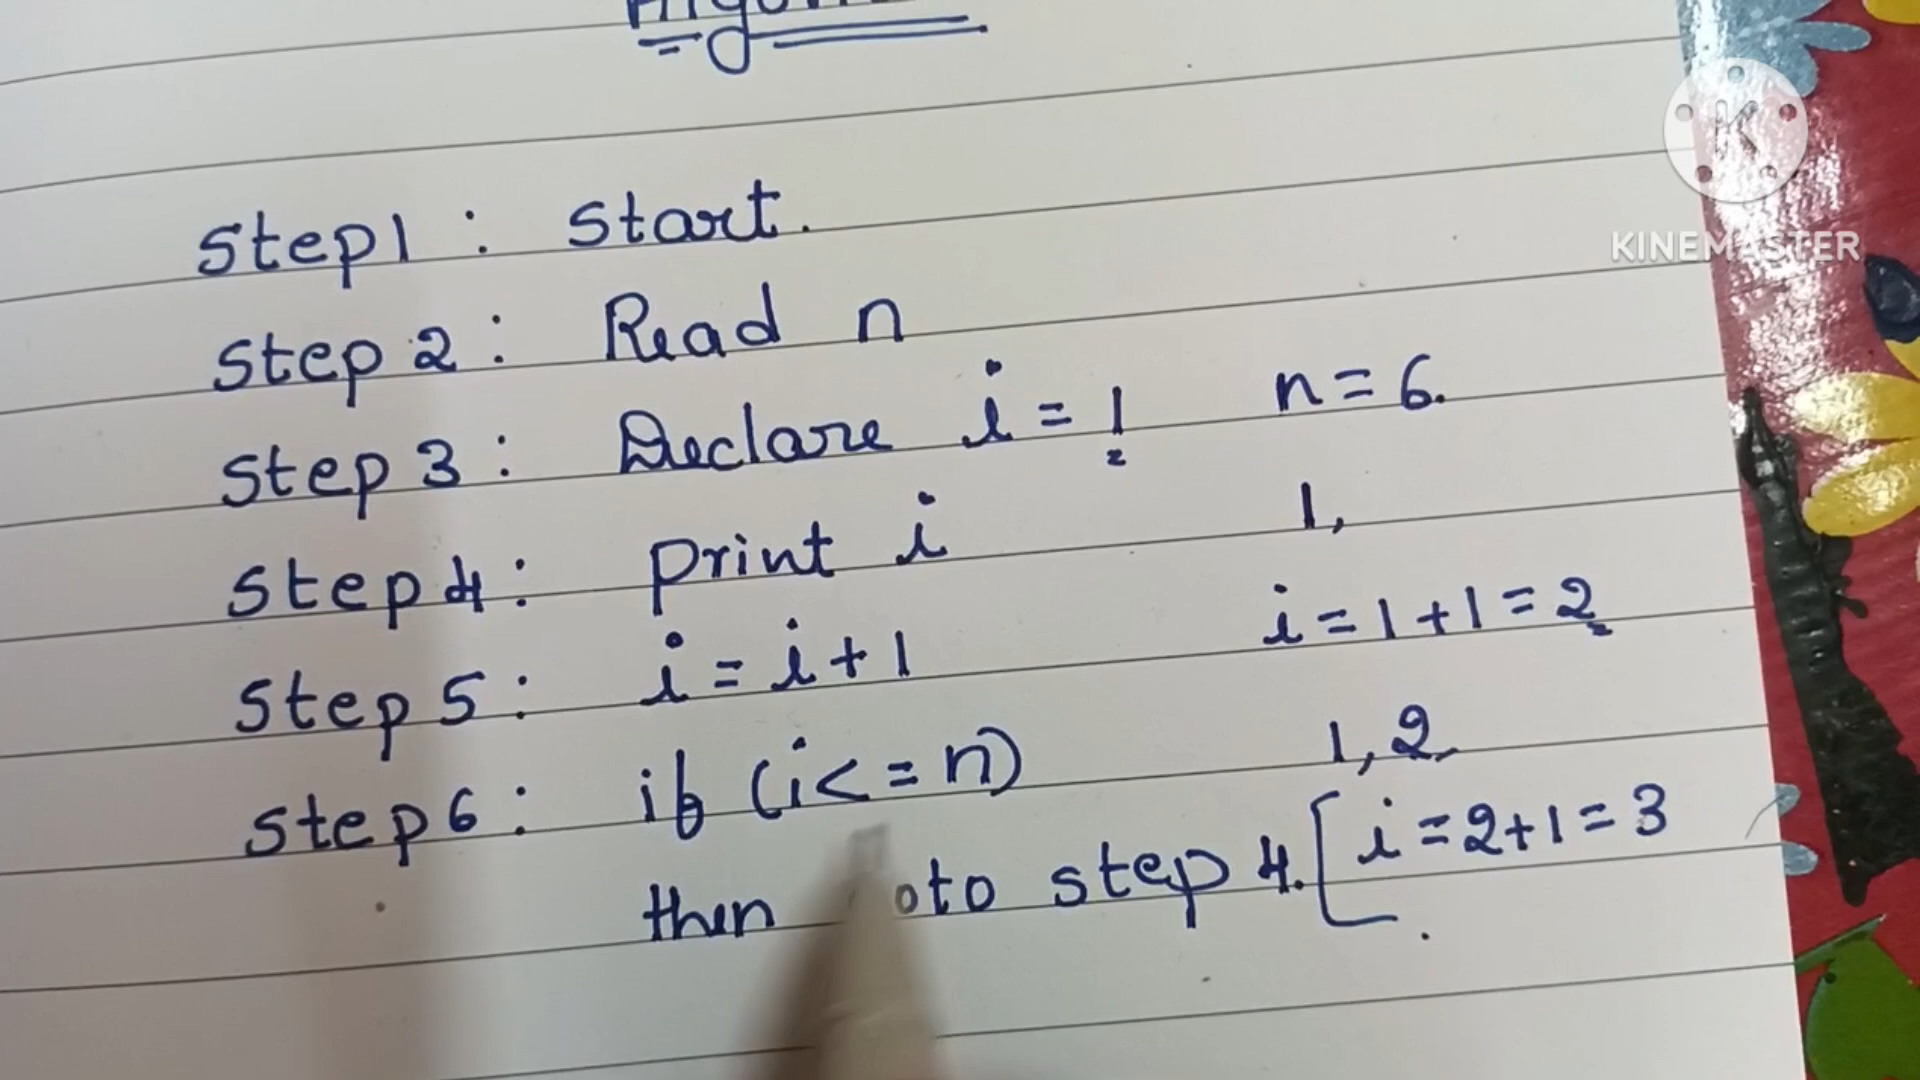 Step1 : Start.
Step 2 : Read n
Step 3 : Declare i = 1 n = 6.
Step 4 : Print i 1,
Step 5 : i = i + 1 i = 1 + 1 = 2
Step 6 : if (i <= n) 1, 2,
then oto step 4. [ i = 2 + 1 = 3
K
KINEMASTER